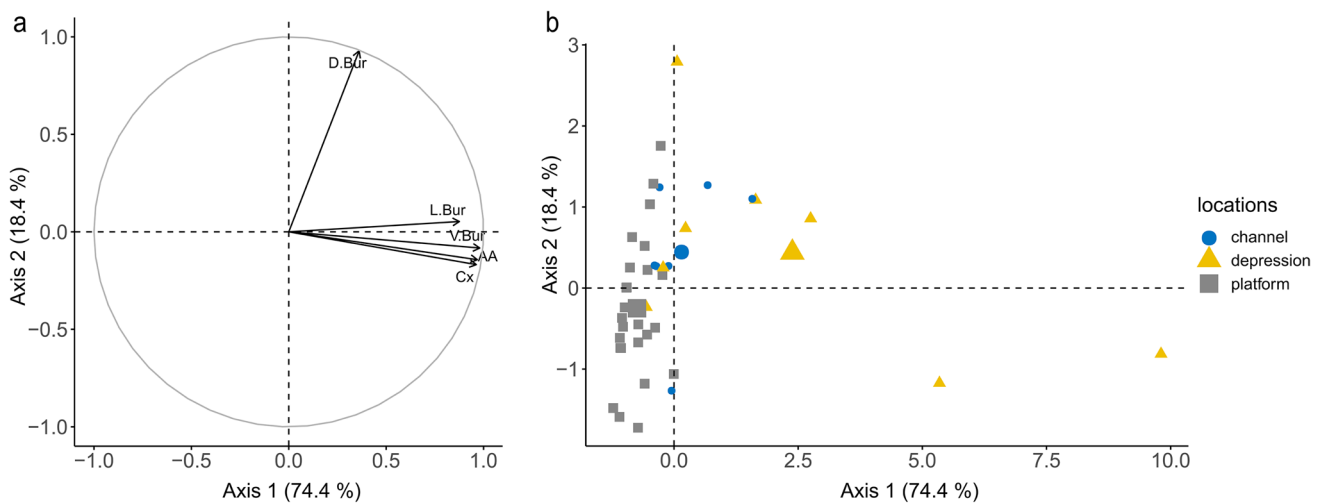 a
1.0
0.5
0.0
−0.5
−1.0
Axis 2 (18.4 %)
D.Bur
L.Bur
V.Bur
AA
Cx
−1.0 −0.5 0.0 0.5 1.0
Axis 1 (74.4 %)
b
3
2
1
0
−1
Axis 2 (18.4 %)
0.0 2.5 5.0 7.5 10.0
Axis 1 (74.4 %)
locations
channel
depression
platform